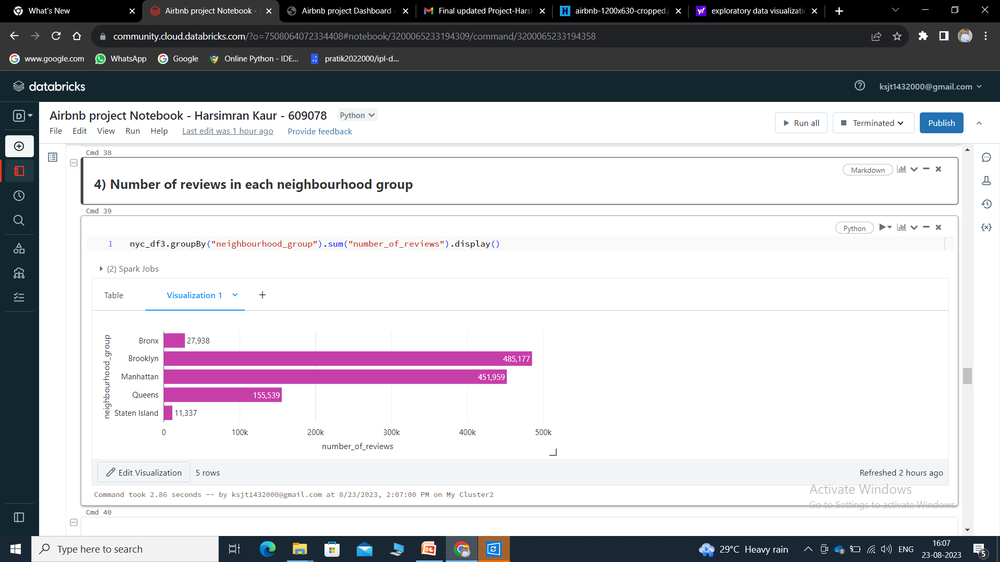 What's New
Airbnb project Notebook -
Airbnb project Dashboard -
Final updated Project-Harsi
airbnb-1200x630-cropped.j
exploratory data visualizatio
community.cloud.databricks.com/?o=7508064072334408#notebook/3200065233194309/command/3200065233194358
www.google.com
WhatsApp
Google
Online Python - IDE...
pratik2022000/ipl-d...
databricks
ksjt1432000@gmail.com
D
Airbnb project Notebook - Harsimran Kaur - 609078
Python
File Edit View Run Help Last edit was 1 hour ago Provide feedback
Run all
Terminated
Publish
Cmd 38
Markdown
4) Number of reviews in each neighbourhood group
Cmd 39
Python
1 nyc_df3.groupBy("neighbourhood_group").sum("number_of_reviews").display()
(2) Spark Jobs
Table Visualization 1 +
neighbourhood_group
Bronx 27,938
Brooklyn 485,177
Manhattan 451,959
Queens 155,539
Staten Island 11,337
0 100k 200k 300k 400k 500k
number_of_reviews
Edit Visualization 5 rows Refreshed 2 hours ago
Command took 2.86 seconds -- by ksjt1432000@gmail.com at 8/23/2023, 2:07:00 PM on My Cluster2
Activate Windows
Go to Settings to activate Windows.
Cmd 40
Type here to search
29°C Heavy rain
ENG
16:07
23-08-2023
5